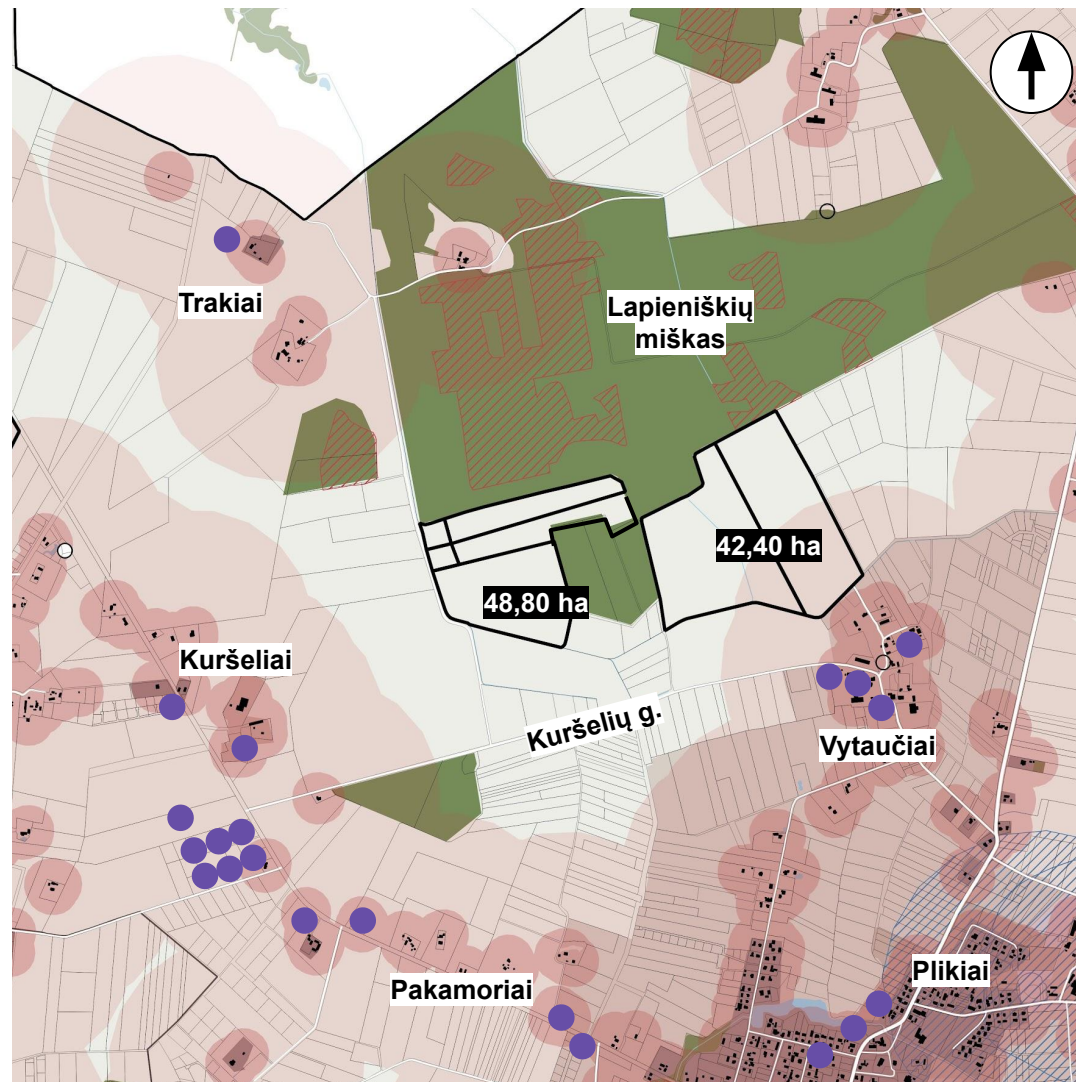 Trakiai
Lapieniškių
miškas
42,40 ha
48,80 ha
Kuršeliai
Kuršelių g.
Vytaučiai
Plikiai
Pakamoriai